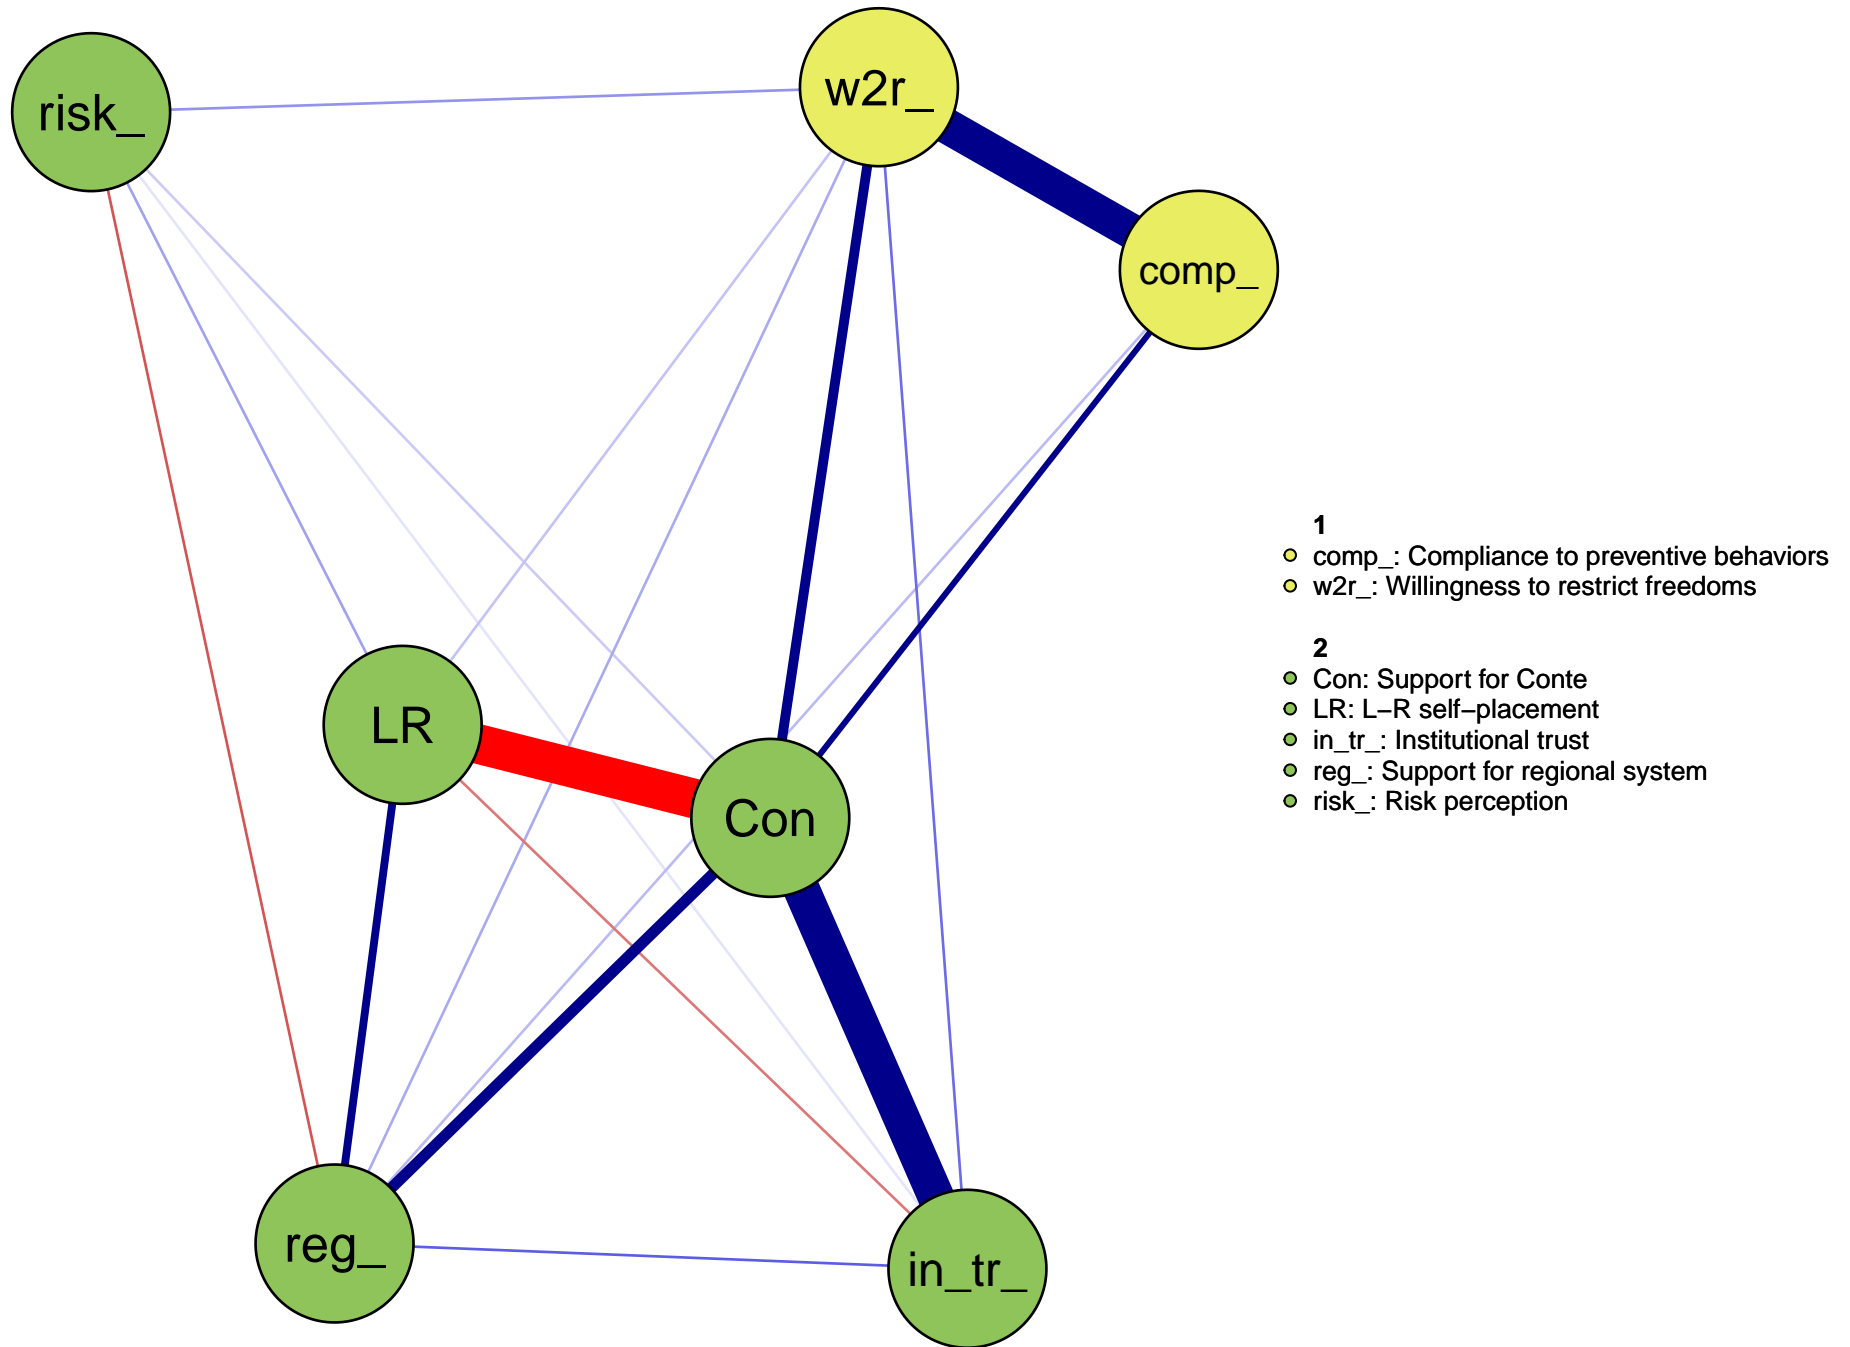 risk_
w2r_
comp_
LR
Con
reg_
in_tr_
1
comp_: Compliance to preventive behaviors
w2r_: Willingness to restrict freedoms
2
Con: Support for Conte
LR: L−R self−placement
in_tr_: Institutional trust
reg_: Support for regional system
risk_: Risk perception